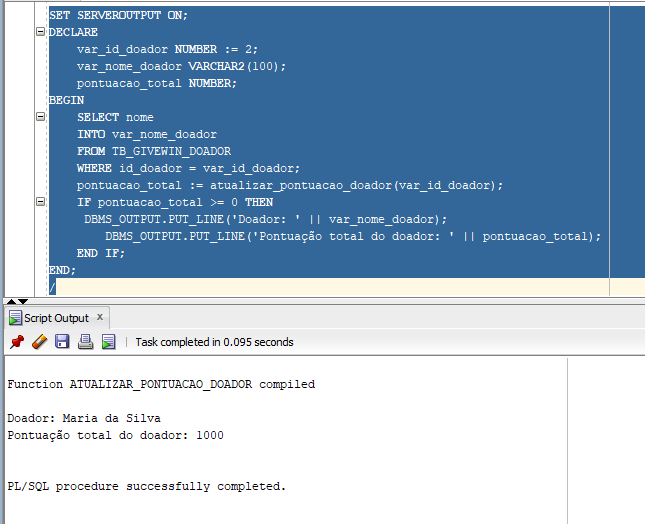 SET SERVEROUTPUT ON;
DECLARE
    var_id_doador NUMBER := 2;
    var_nome_doador VARCHAR2(100);
    pontuacao_total NUMBER;
BEGIN
    SELECT nome
    INTO var_nome_doador
    FROM TB_GIVEWIN_DOADOR
    WHERE id_doador = var_id_doador;
    pontuacao_total := atualizar_pontuacao_doador(var_id_doador);
    IF pontuacao_total >= 0 THEN
     DBMS_OUTPUT.PUT_LINE('Doador: ' || var_nome_doador);
        DBMS_OUTPUT.PUT_LINE('Pontuação total do doador: ' || pontuacao_total);
    END IF;
END;
/
Script Output x
Task completed in 0.095 seconds
Function ATUALIZAR_PONTUACAO_DOADOR compiled
Doador: Maria da Silva
Pontuação total do doador: 1000
PL/SQL procedure successfully completed.